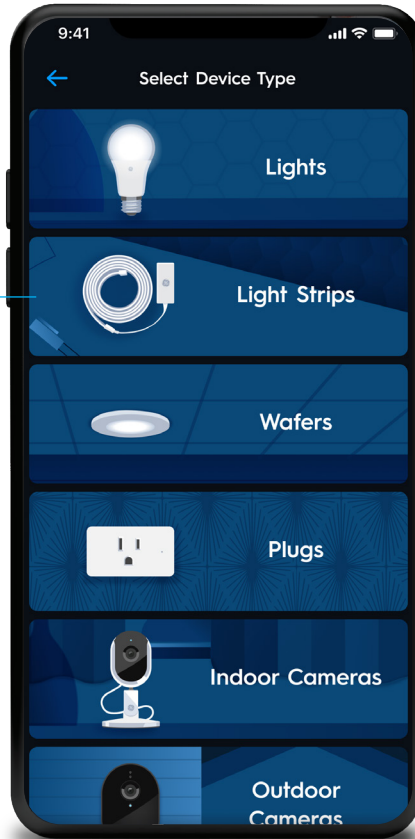 9:41
Select Device Type
Lights
Light Strips
Wafers
Plugs
Indoor Cameras
Outdoor
Cameras